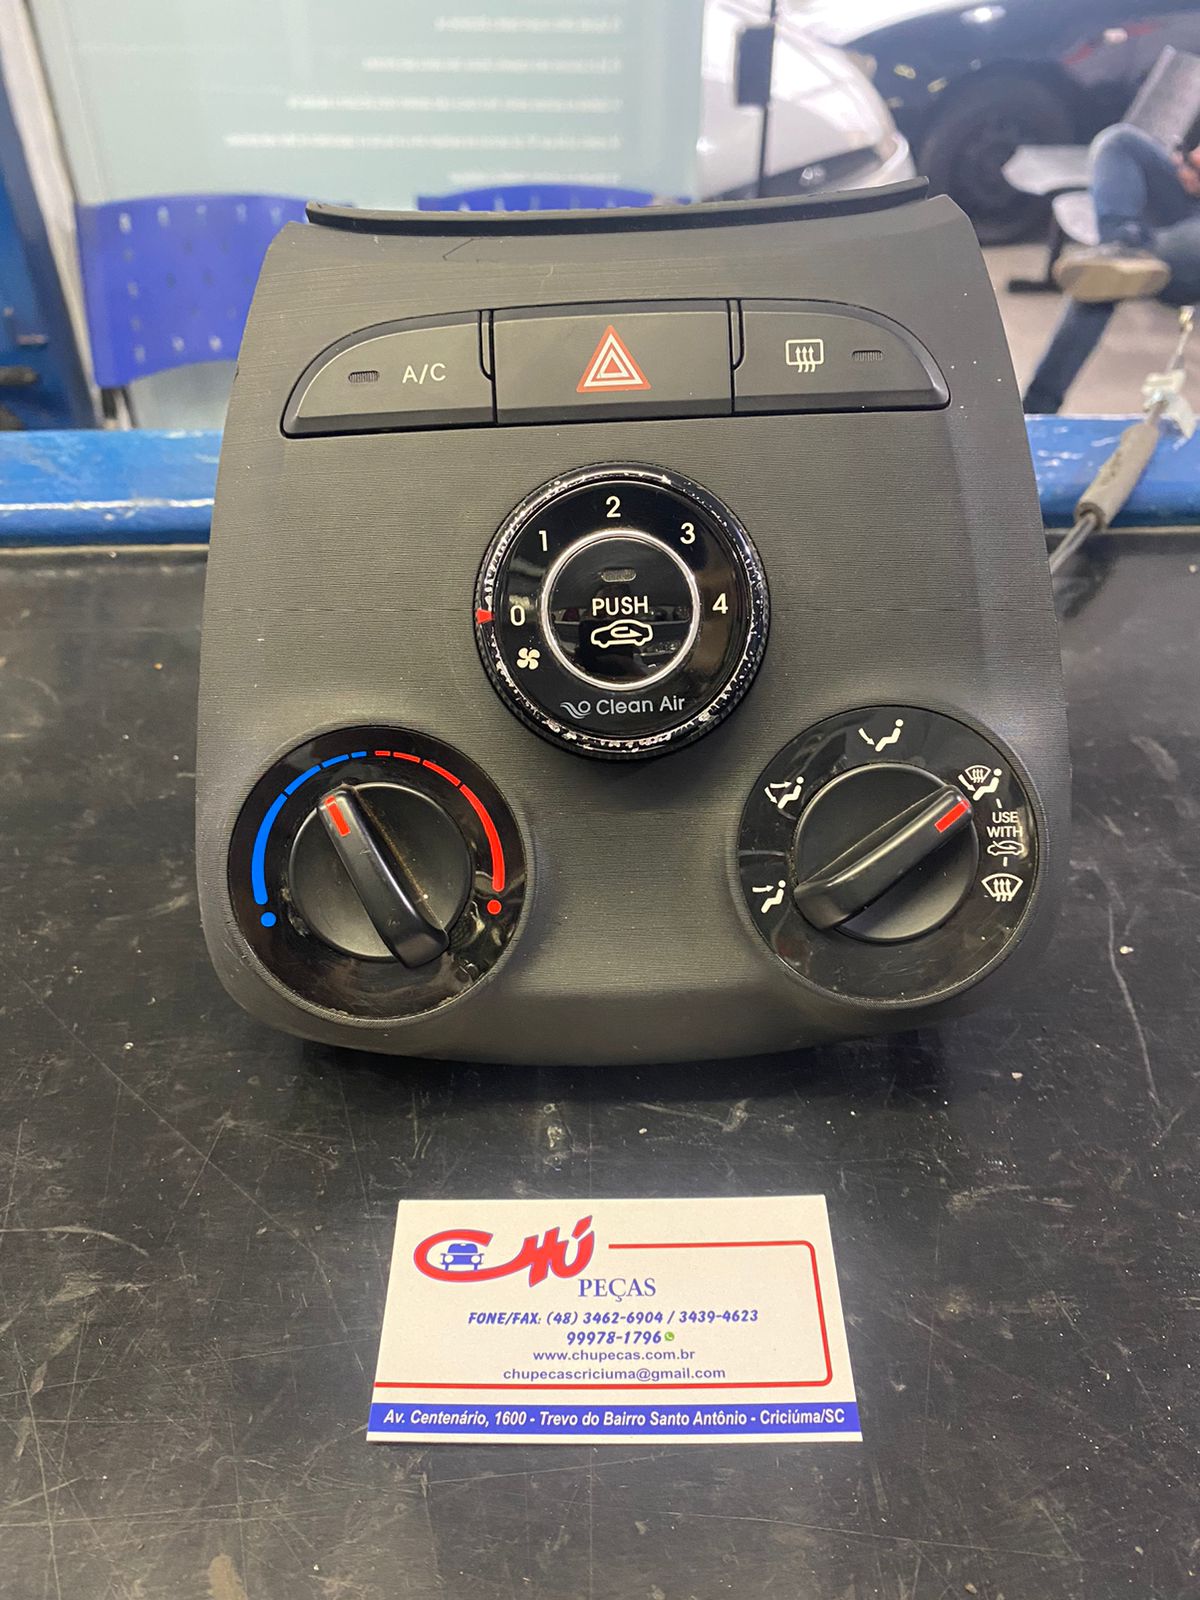 A/C
2
1
3
0
4
PUSH
Clean Air
USE
WITH
CHÚ
PEÇAS
FONE/FAX: (48) 3462-6904 / 3439-4623
99978-1796
www.chupecas.com.br
chupecascriciuma@gmail.com
Av. Centenário, 1600 - Trevo do Bairro Santo Antônio - Criciúma/SC